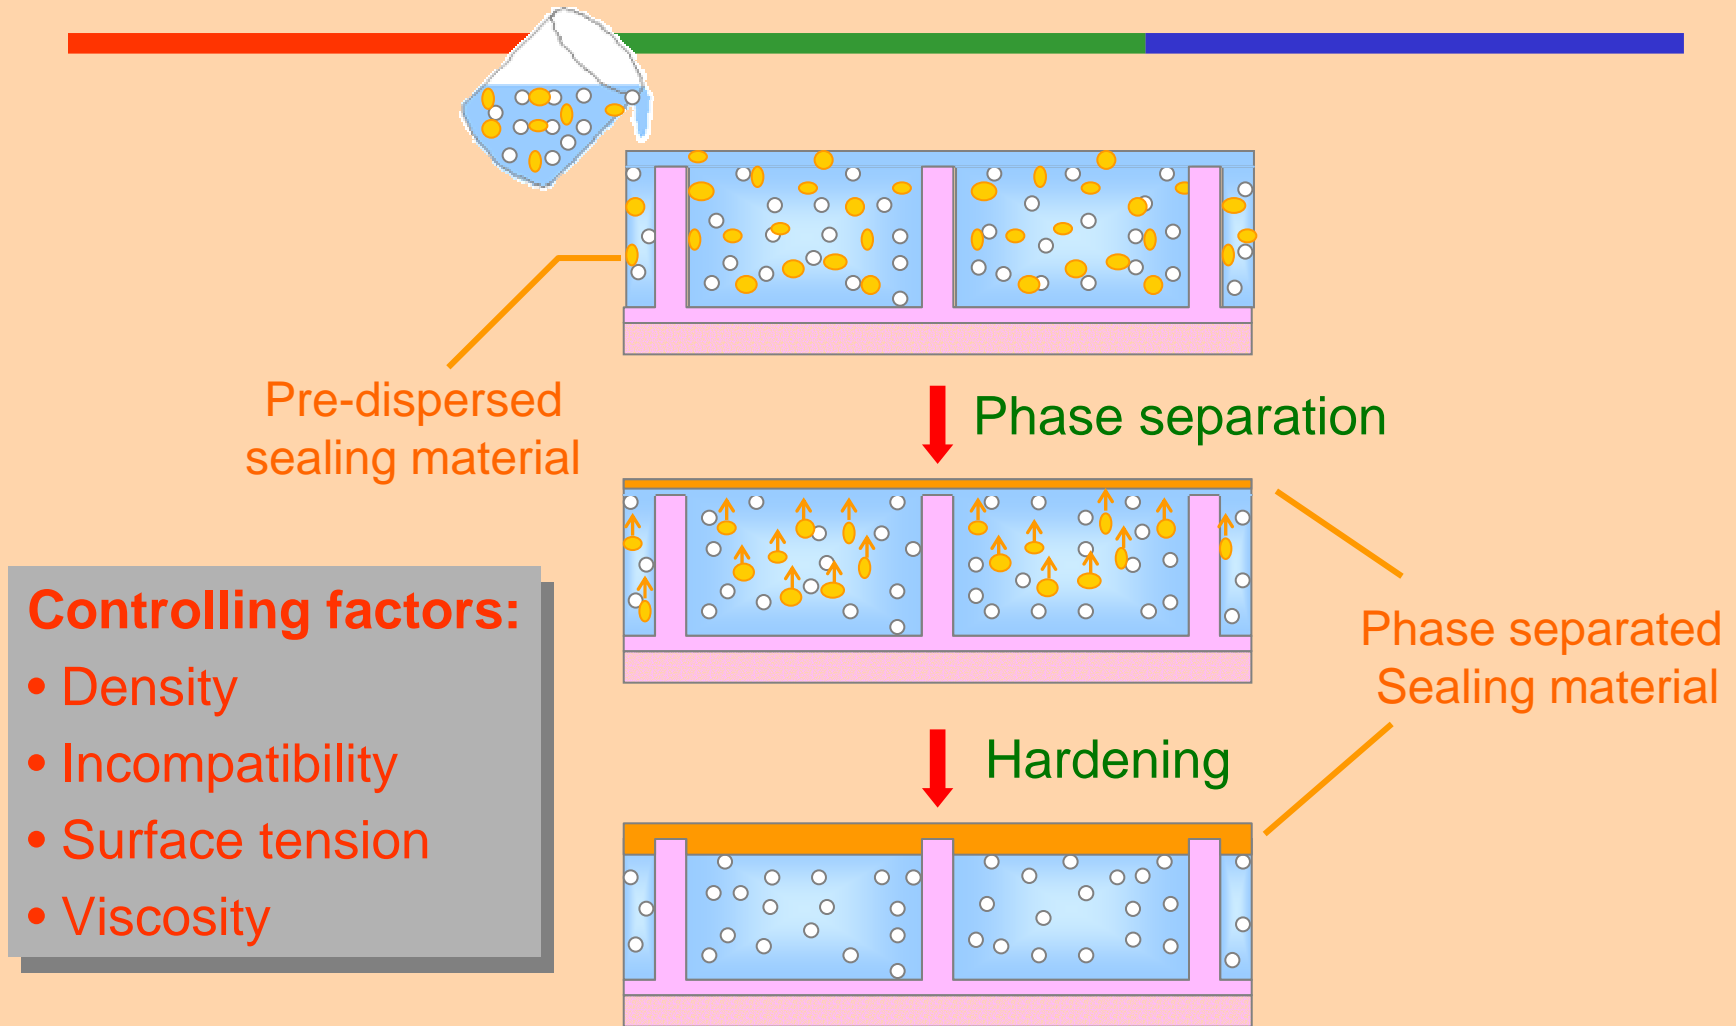 Pre-dispersed
sealing material
Phase separation
Controlling factors:
• Density
• Incompatibility
• Surface tension
• Viscosity
Phase separated
Sealing material
Hardening